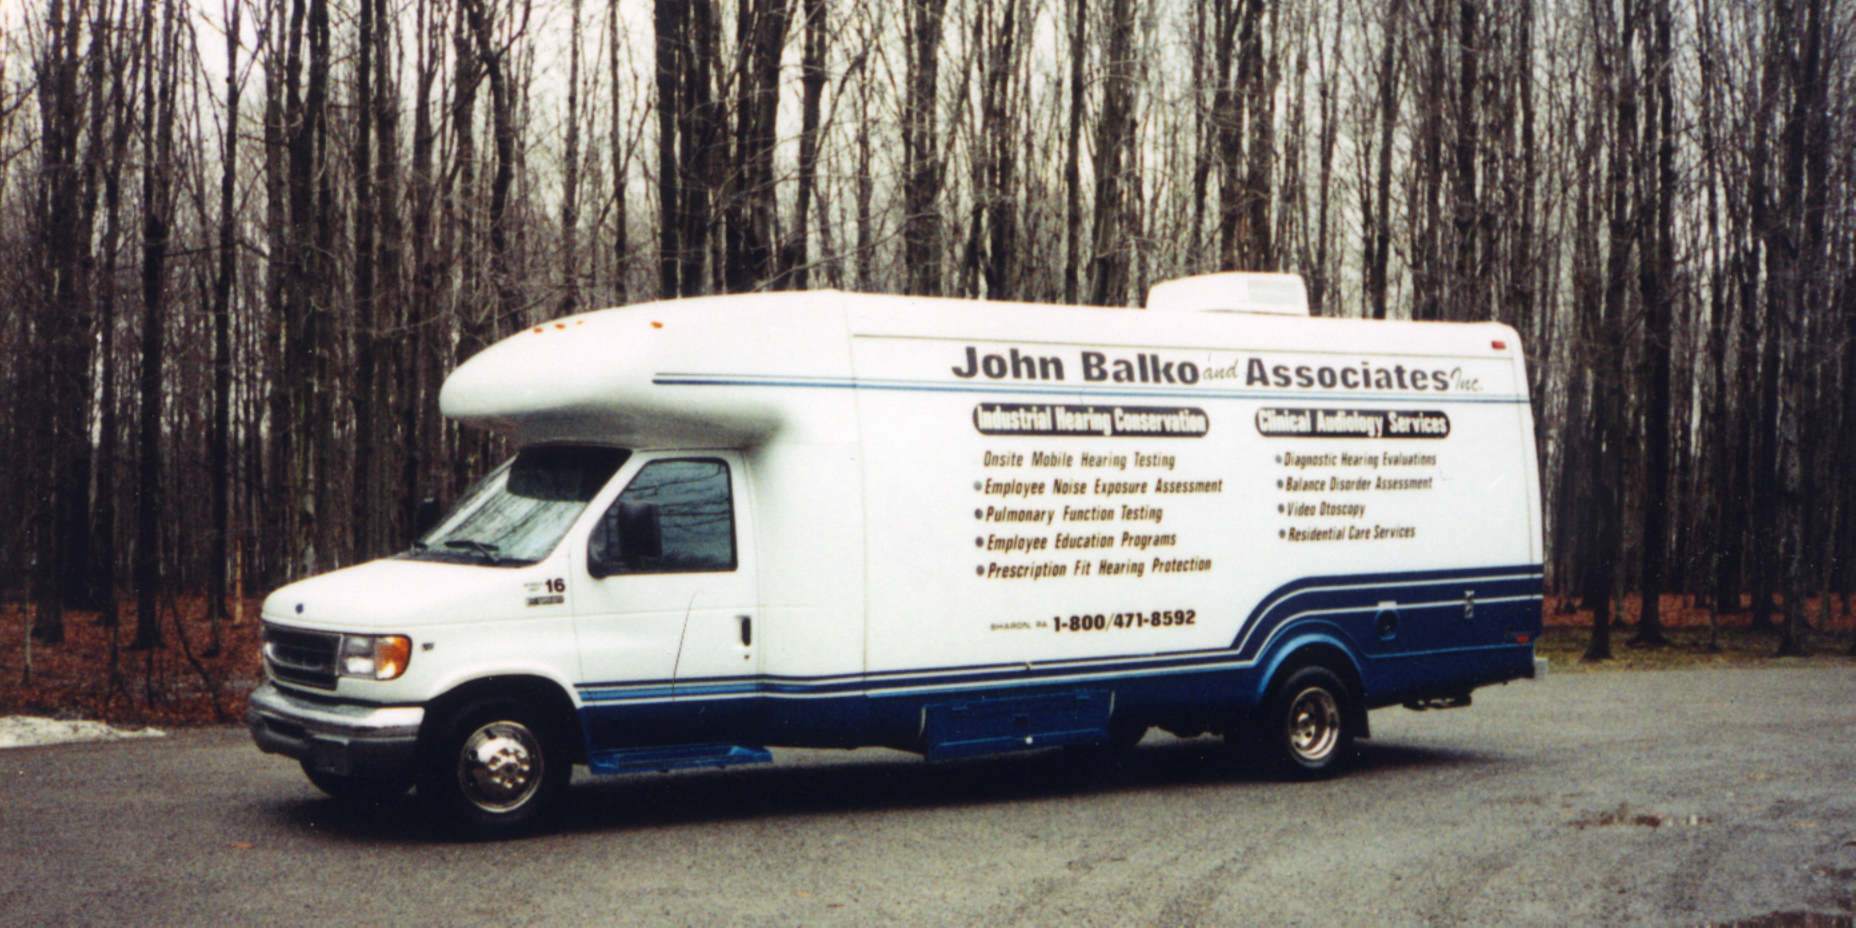 John Balko and Associates Inc.
Industrial Hearing Conservation
Onsite Mobile Hearing Testing
Employee Noise Exposure Assessment
Pulmonary Function Testing
Employee Education Programs
Prescription Fit Hearing Protection
Clinical Audiology Services
Diagnostic Hearing Evaluations
Balance Disorder Assessment
Video Otoscopy
Residential Care Services
SHARON, PA 1-800/471-8592
16